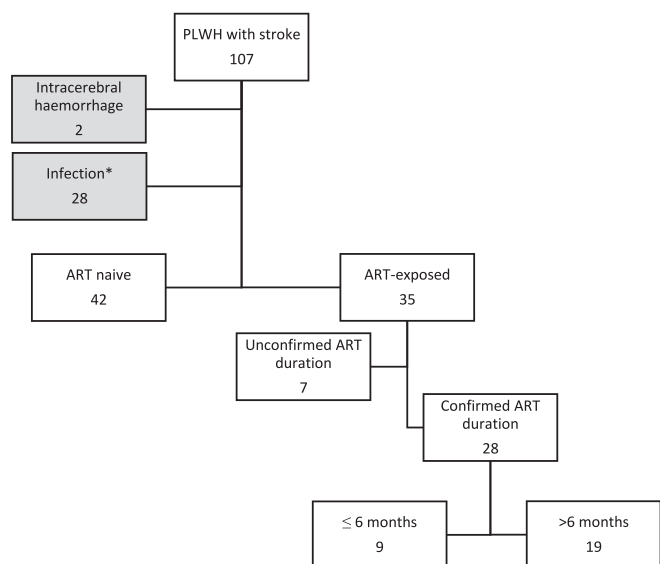 PLWH with stroke
107
Intracerebral
haemorrhage
2
Infection*
28
ART naive
42
ART-exposed
35
Unconfirmed ART
duration
7
Confirmed ART
duration
28
≤ 6 months
9
>6 months
19